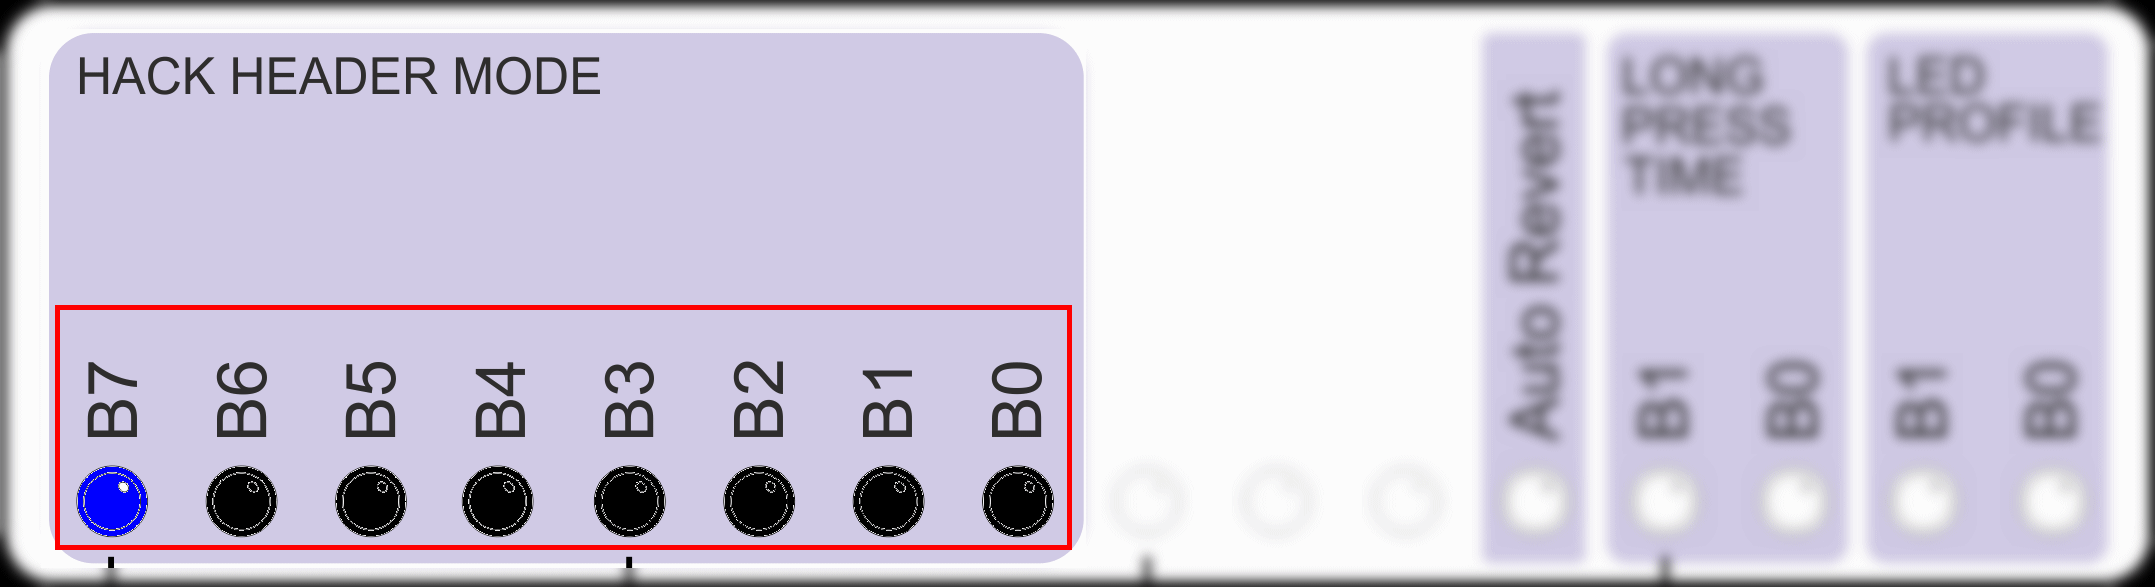 HACK HEADER MODE
B7 B6 B5 B4 B3 B2 B1 B0
Auto Revert
LONG
PRESS
TIME
B1 B0
LED
PROFILE
B1 B0